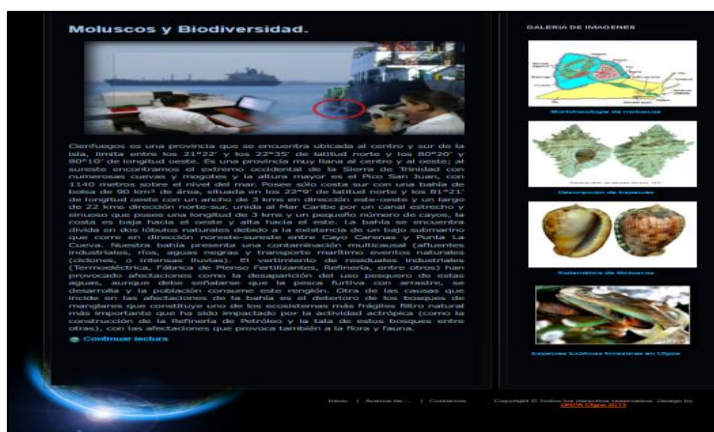 Moluscos y Biodiversidad.
Cienfuegos es una provincia que se encuentra ubicada al centro y sur de la
isla, limita entre los 21°22' y los 22°35' de latitud norte y los 80°20' y
80°10' de longitud oeste. Es una provincia muy llana al centro y al oeste; al
sureste encontramos el extremo occidental de la Sierra de Trinidad con
numerosas cuevas y mogotes y la altura mayor es el Pico San Juan, con
1140 metros sobre el nivel del mar. Posee sólo costa sur con una bahía de
bolsa de 90 km² de área, situada en los 22°9' de latitud norte y los 81°21'
de longitud oeste con un ancho de 3 kms en dirección este-oeste y un largo
de 22 kms dirección norte-sur, unida al Mar Caribe por un canal estrecho y
sinuoso que posee una longitud de 3 kms y un pequeño número de cayos, la
costa es baja hacia el oeste y alta hacia el este. La bahía se encuentra
divida en dos lóbulos naturales debido a la existencia de un bajo submarino
que corre en dirección noreste-sureste entre Cayo Carenas y Punta La
Cueva. Nuestra bahía presenta una contaminación multicausal (afluentes
industriales, ríos, aguas negras y transporte marítimo eventos naturales
(ciclones, o intensas lluvias). El vertimiento de residuales industriales
(Termoeléctrica, Fábrica de Pienso Fertilizantes, Refinería, entre otros) han
provocado afectaciones como la desaparición del uso pesquero de estas
aguas, aunque debe señalarse que la pesca furtiva con arrastre, se
desarrolla y la población consume este renglón. Otra de las causas que
incide en las afectaciones de la bahía es el deterioro de los bosques de
manglares que constituye uno de los ecosistemas más frágiles filtro natural
más importante que ha sido impactado por la actividad actrópica (como la
construcción de la Refinería de Petróleo y la tala de estos bosques entre
otras), con las afectaciones que provoca también a la flora y fauna.
Continuar lectura
GALERIA DE IMAGENES
Morfofisiología de moluscos
Descripción de Especies
Sistemática de Moluscos
Especies Exóticas Invasoras en Cfgos
Inicio | Acerca de ... | Contactos
Copyright © Todos los derechos reservados. Design by